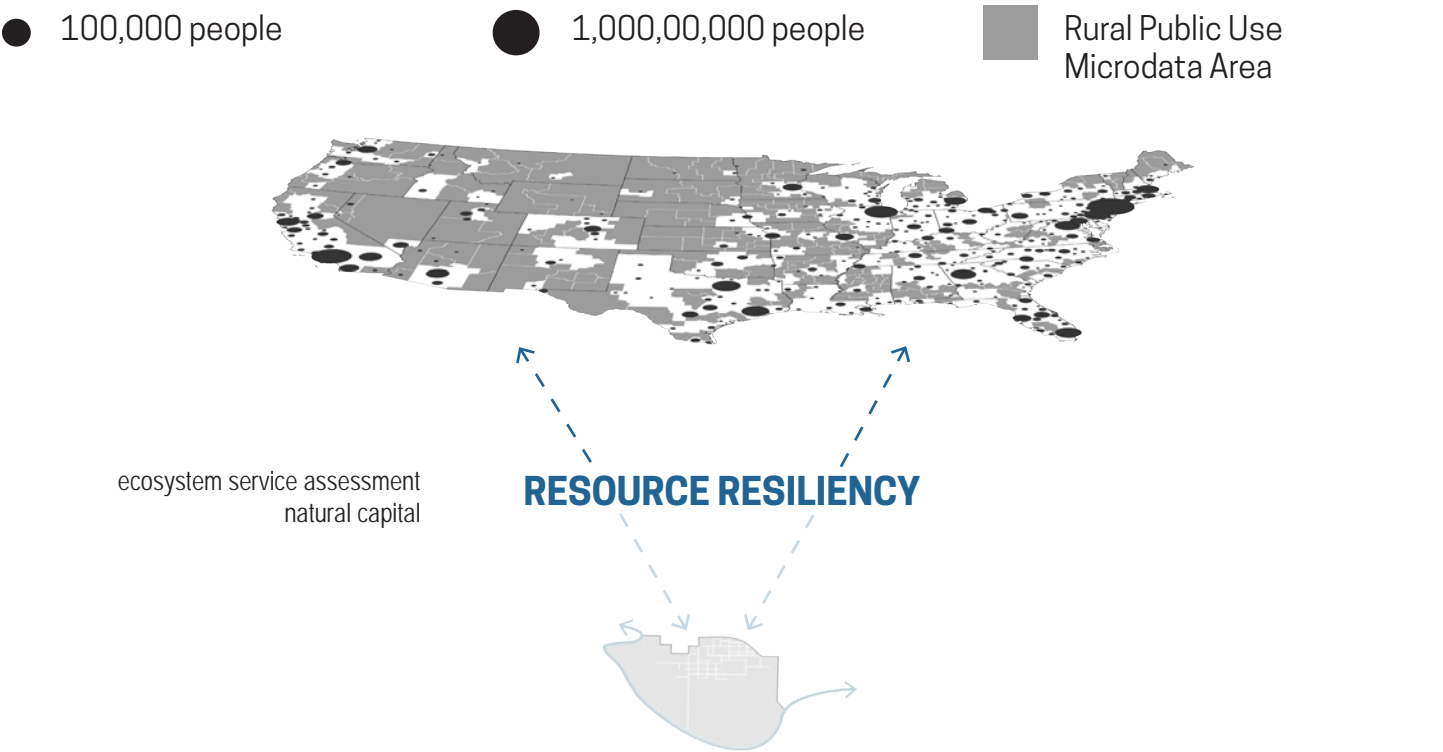 100,000 people
1,000,00,000 people
Rural Public Use
Microdata Area
ecosystem service assessment
natural capital
RESOURCE RESILIENCY